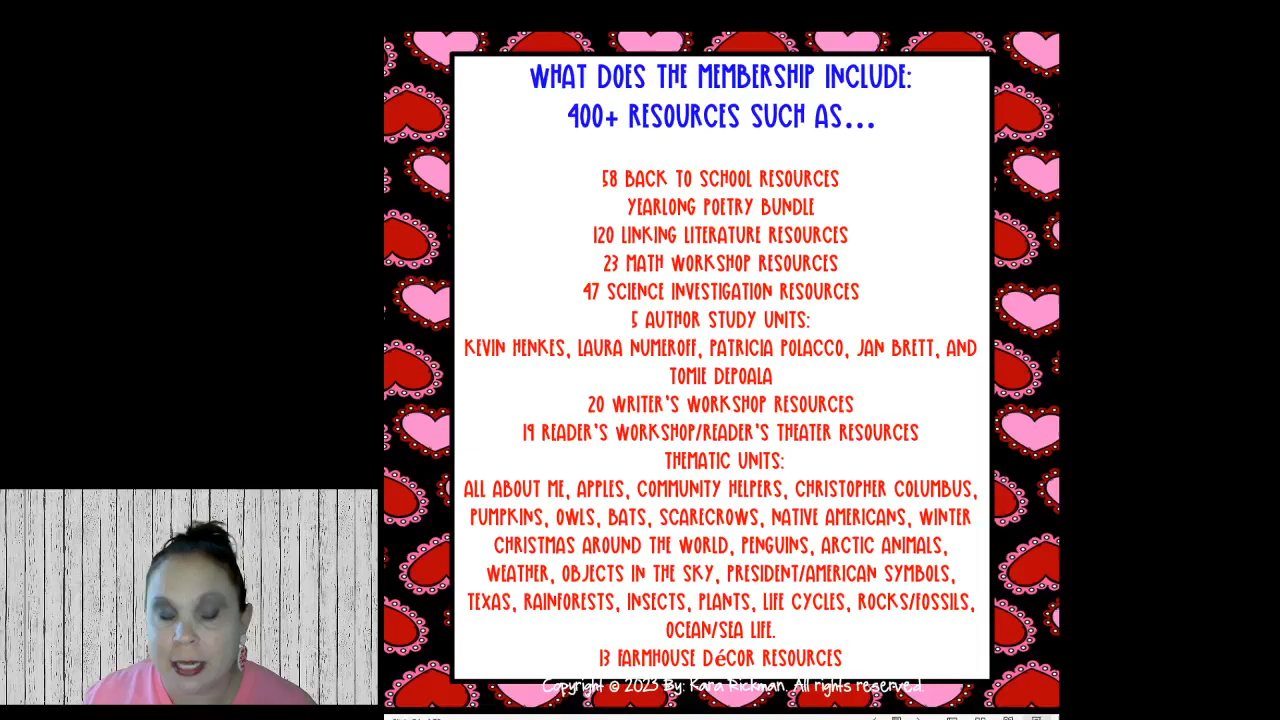 WHAT DOES THE MEMBERSHIP INCLUDE:
400+ RESOURCES SUCH AS...
58 BACK TO SCHOOL RESOURCES
YEARLONG POETRY BUNDLE
120 LINKING LITERATURE RESOURCES
23 MATH WORKSHOP RESOURCES
47 SCIENCE INVESTIGATION RESOURCES
5 AUTHOR STUDY UNITS:
KEVIN HENKES, LAURA NUMEROFF, PATRICIA POLACCO, JAN BRETT, AND
TOMIE DEPOALA
20 WRITER'S WORKSHOP RESOURCES
19 READER'S WORKSHOP/READER'S THEATER RESOURCES
THEMATIC UNITS:
ALL ABOUT ME, APPLES, COMMUNITY HELPERS, CHRISTOPHER COLUMBUS,
PUMPKINS, OWLS, BATS, SCARECROWS, NATIVE AMERICANS, WINTER
CHRISTMAS AROUND THE WORLD, PENGUINS, ARCTIC ANIMALS,
WEATHER, OBJECTS IN THE SKY, PRESIDENT/AMERICAN SYMBOLS,
TEXAS, RAINFORESTS, INSECTS, PLANTS, LIFE CYCLES, ROCKS/FOSSILS,
OCEAN/SEA LIFE.
13 FARMHOUSE DéCOR RESOURCES
Copyright © 2023 By: Kara Rickman. All rights reserved.